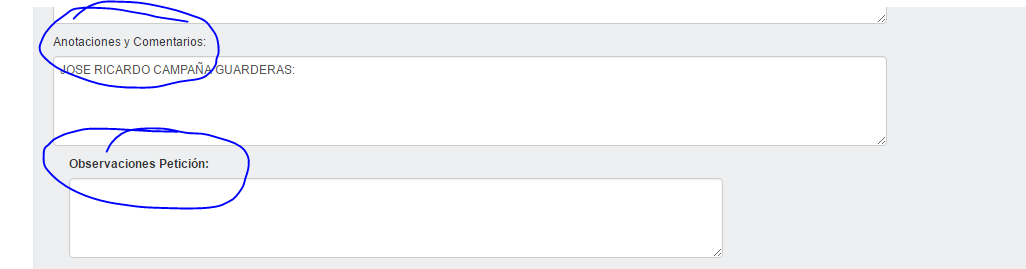 Anotaciones y Comentarios:
JOSE RICARDO CAMPAÑA GUARDERAS:
Observaciones Petición: